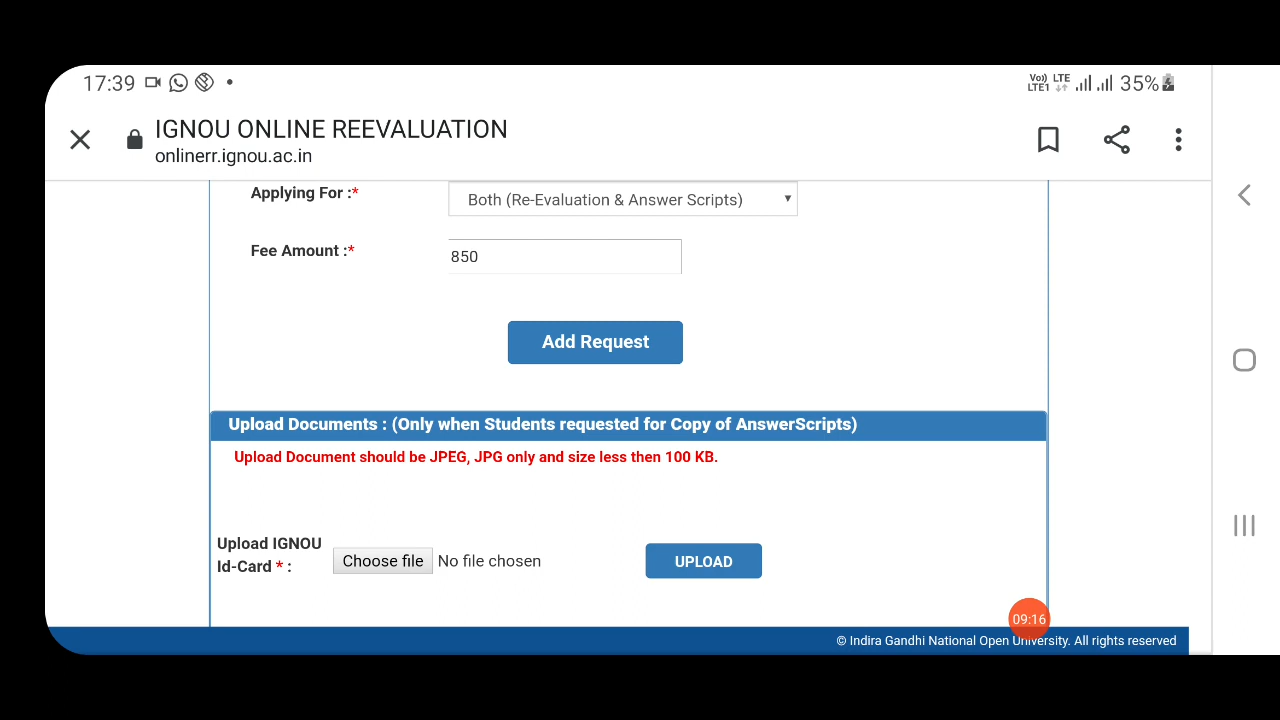 17:39
Vo) LTE
LTE1
35%
IGNOU ONLINE REEVALUATION
onlinerr.ignou.ac.in
Applying For :*
Both (Re-Evaluation & Answer Scripts)
Fee Amount :*
850
Add Request
Upload Documents : (Only when Students requested for Copy of AnswerScripts)
Upload Document should be JPEG, JPG only and size less then 100 KB.
Upload IGNOU
Id-Card * :
Choose file No file chosen
UPLOAD
09:16
© Indira Gandhi National Open University. All rights reserved